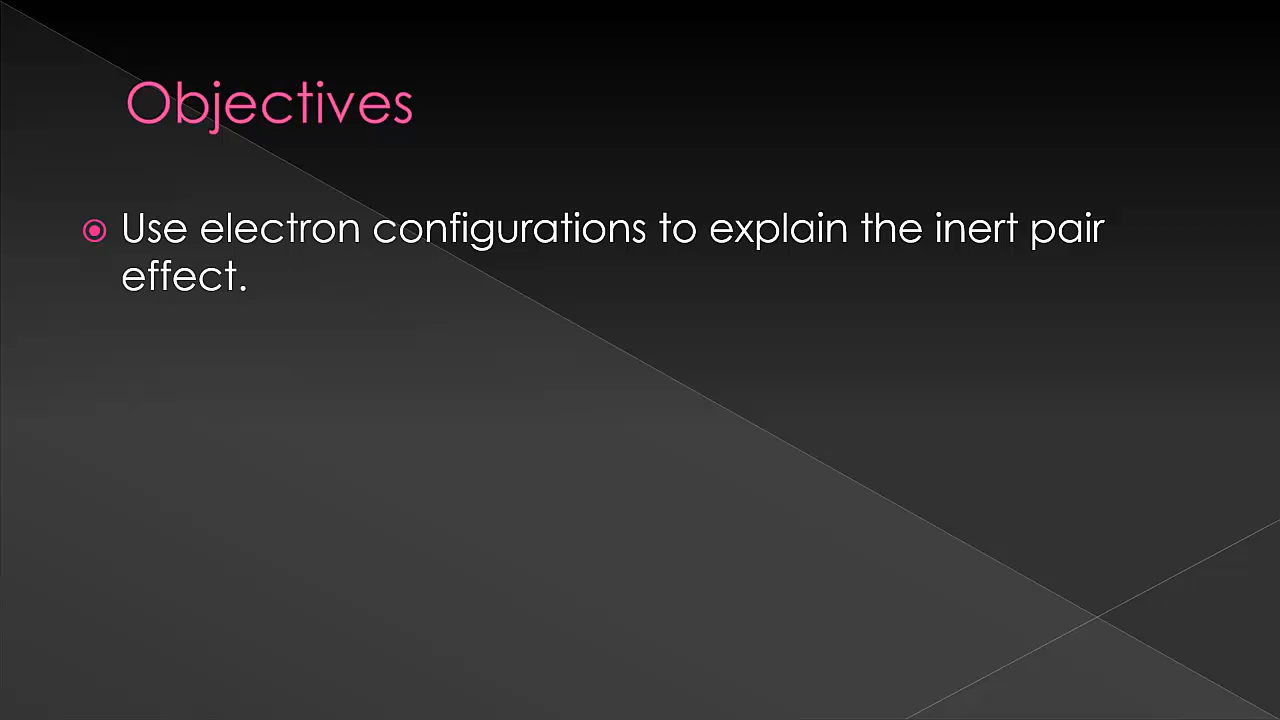 Objectives
Use electron configurations to explain the inert pair
effect.